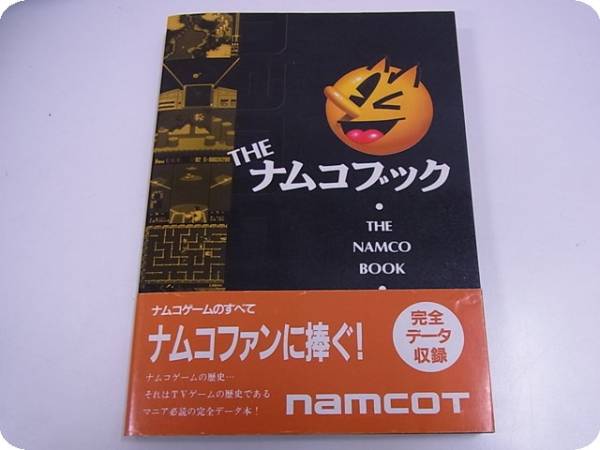 THE
ナムコブック
THE
NAMCO
BOOK
ナムコゲームのすべて
ナムコファンに捧ぐ!
完全
データ
収録
ナムコゲームの歴史…
それはTVゲームの歴史である
マニア必読の完全データ本!
namcot